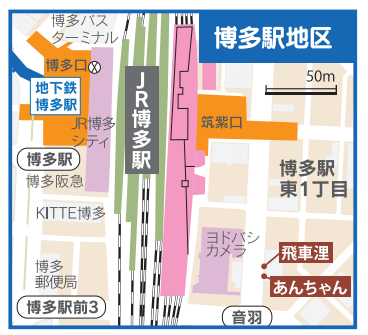 博多バス
ターミナル
博多駅地区
博多口
50m
地下鉄
博多駅
JR博多駅
JR博多
シティ
筑紫口
博多駅
博多阪急
博多駅
東1丁目
KITTE博多
ヨドバシ
カメラ
飛車浬
博多
郵便局
あんちゃん
博多駅前3
音羽